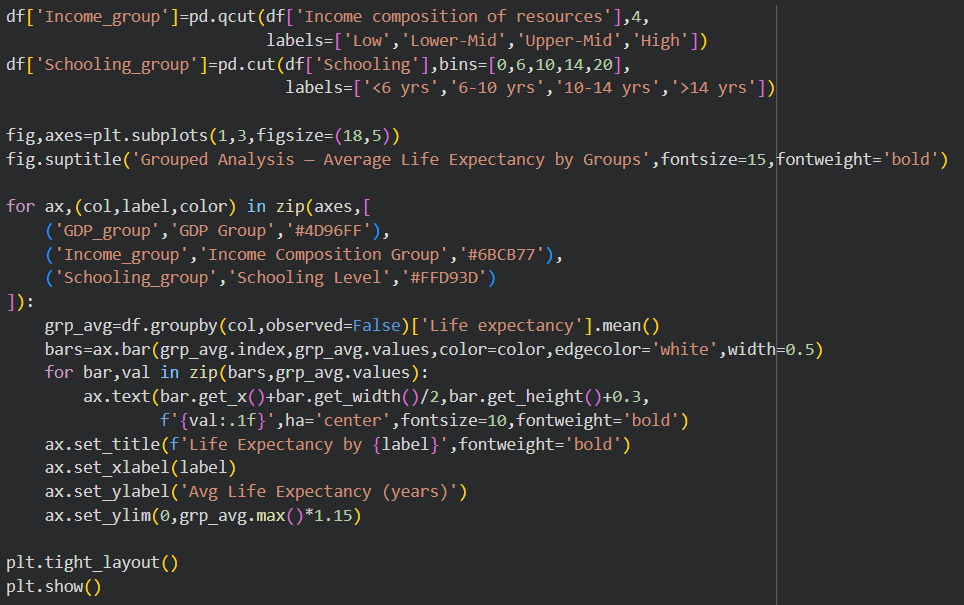 df['Income_group']=pd.qcut(df['Income composition of resources'],4,
                           labels=['Low','Lower-Mid','Upper-Mid','High'])
df['Schooling_group']=pd.cut(df['Schooling'],bins=[0,6,10,14,20],
                             labels=['<6 yrs','6-10 yrs','10-14 yrs','>14 yrs'])

fig,axes=plt.subplots(1,3,figsize=(18,5))
fig.suptitle('Grouped Analysis — Average Life Expectancy by Groups',fontsize=15,fontweight='bold')

for ax,(col,label,color) in zip(axes,[
    ('GDP_group','GDP Group','#4D96FF'),
    ('Income_group','Income Composition Group','#6BCB77'),
    ('Schooling_group','Schooling Level','#FFD93D')
]):
    grp_avg=df.groupby(col,observed=False)['Life expectancy'].mean()
    bars=ax.bar(grp_avg.index,grp_avg.values,color=color,edgecolor='white',width=0.5)
    for bar,val in zip(bars,grp_avg.values):
        ax.text(bar.get_x()+bar.get_width()/2,bar.get_height()+0.3,
                f'{val:.1f}',ha='center',fontsize=10,fontweight='bold')
    ax.set_title(f'Life Expectancy by {label}',fontweight='bold')
    ax.set_xlabel(label)
    ax.set_ylabel('Avg Life Expectancy (years)')
    ax.set_ylim(0,grp_avg.max()*1.15)

plt.tight_layout()
plt.show()